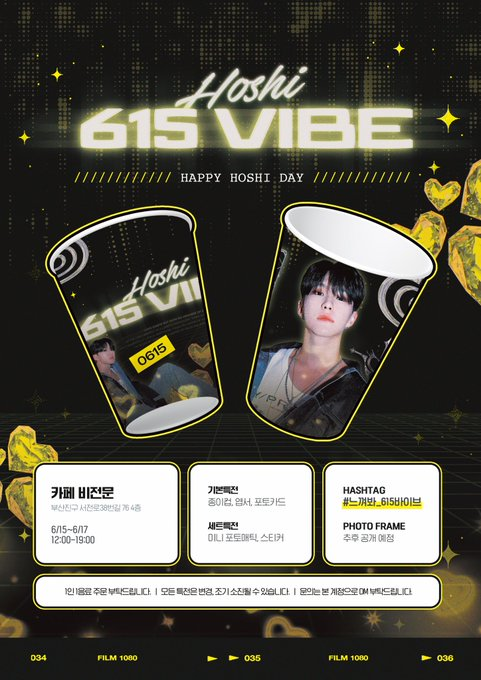 Hoshi
615 VIBE
//////////// HAPPY HOSHI DAY ////////////
Hoshi
615 VI
0615
카페 비전문
부산진구 서전로38번길 76 4층
6/15~6/17
12:00~19:00
기본특전
종이컵, 엽서, 포토카드
세트특전
미니 포토매틱, 스티커
HASHTAG
#느껴봐_615바이브
PHOTO FRAME
추후 공개 예정
1인 1음료 주문 부탁드립니다. | 모든 특전은 변경, 조기 소진될 수 있습니다. | 문의는 본 계정으로 DM 부탁드립니다.
034 FILM 1080 035 FILM 1080 036